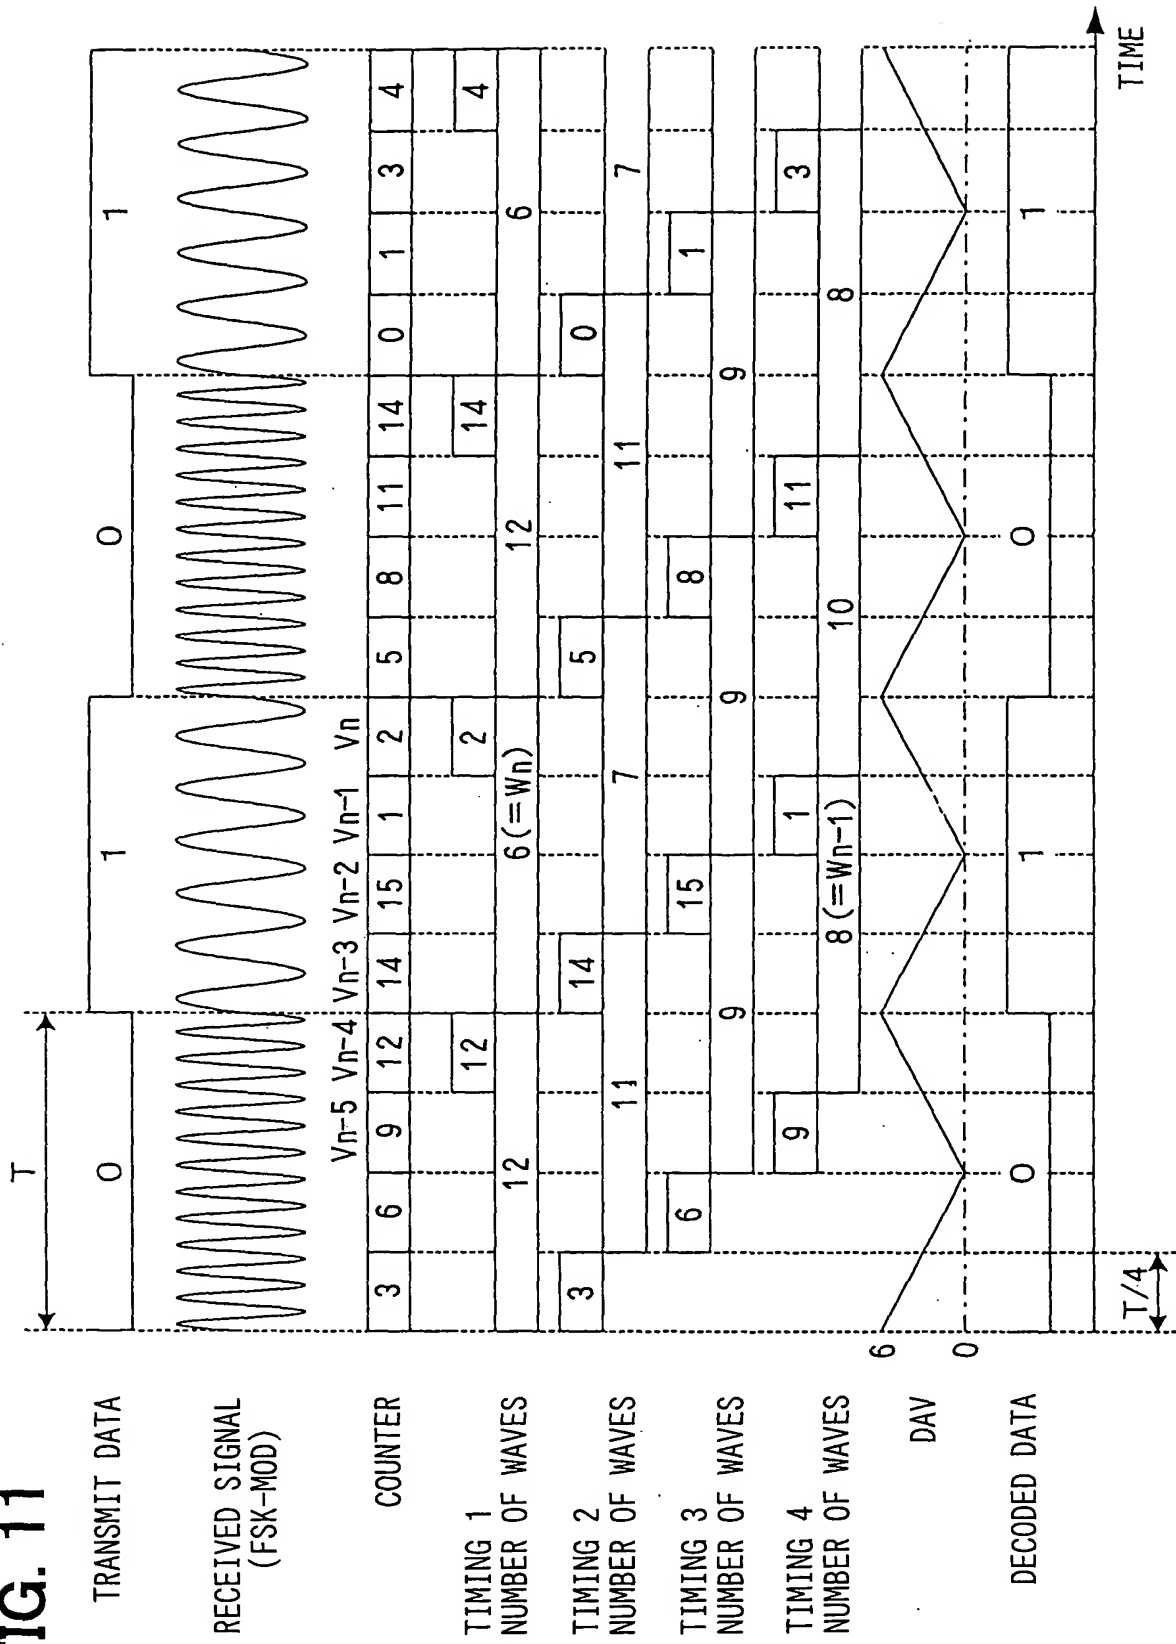 FIG. 11
T
TRANSMIT DATA 0 1 0 1
RECEIVED SIGNAL
(FSK-MOD)
Vn-5 Vn-4 Vn-3 Vn-2 Vn-1 Vn
COUNTER 3 6 9 12 14 15 1 2 5 8 11 14 0 1 3 4
TIMING 1 12 2 14 4
NUMBER OF WAVES 12 6(=Wn) 12 6
TIMING 2 3 14 5 0
NUMBER OF WAVES 11 7 11 7
TIMING 3 6 15 8 1
NUMBER OF WAVES 9 9 9
TIMING 4 9 1 11 3
NUMBER OF WAVES 8(=Wn-1) 10 8
6
DAV
0
DECODED DATA 0 1 0 1
T/4
TIME